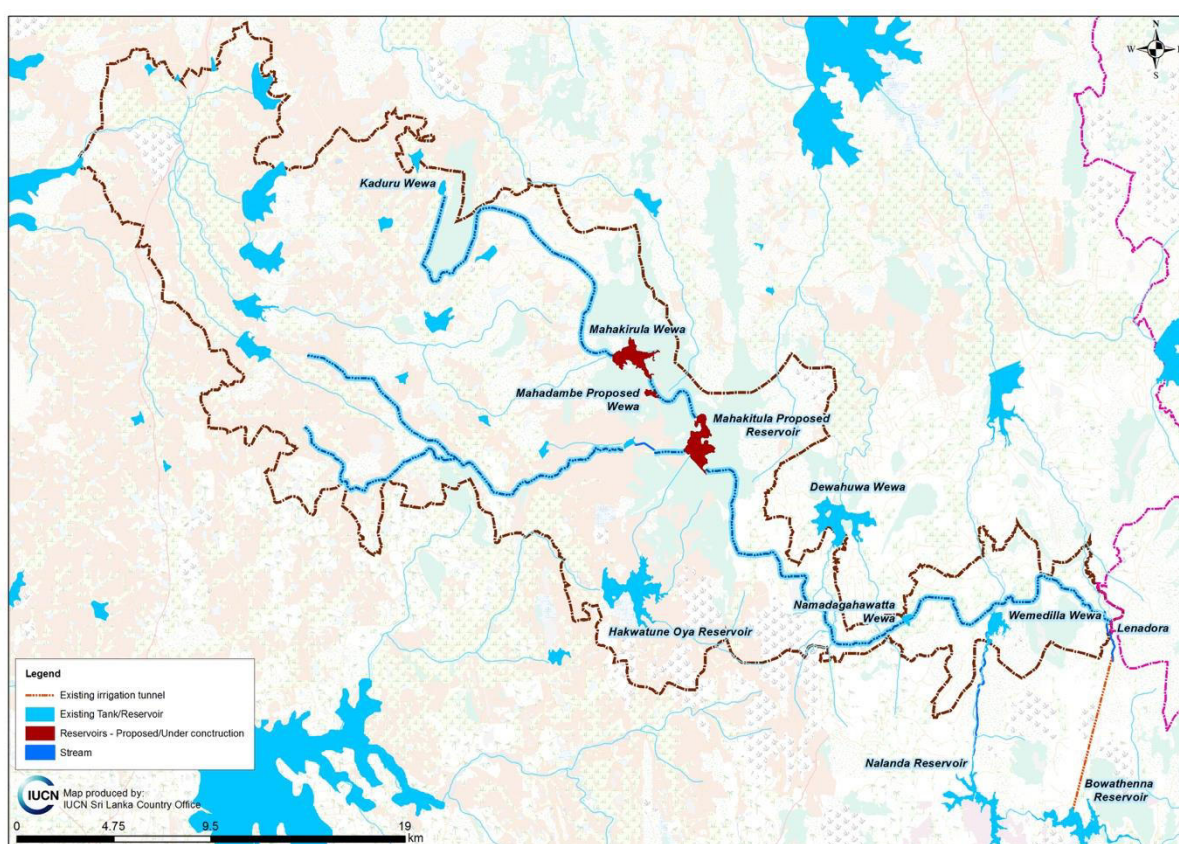 N
W E
S
Kaduru Wewa
Mahakirula Wewa
Mahadambe Proposed
Wewa
Mahakitula Proposed
Reservoir
Dewahuwa Wewa
Namadagahawatta
Wewa
Wemedilla Wewa
Lenadora
Hakwatune Oya Reservoir
Nalanda Reservoir
Bowathenna
Reservoir
Legend
Existing irrigation tunnel
Existing Tank/Reservoir
Reservoirs - Proposed/Under construction
Stream
IUCN
Map produced by:
IUCN Sri Lanka Country Office
0 4.75 9.5 19
km